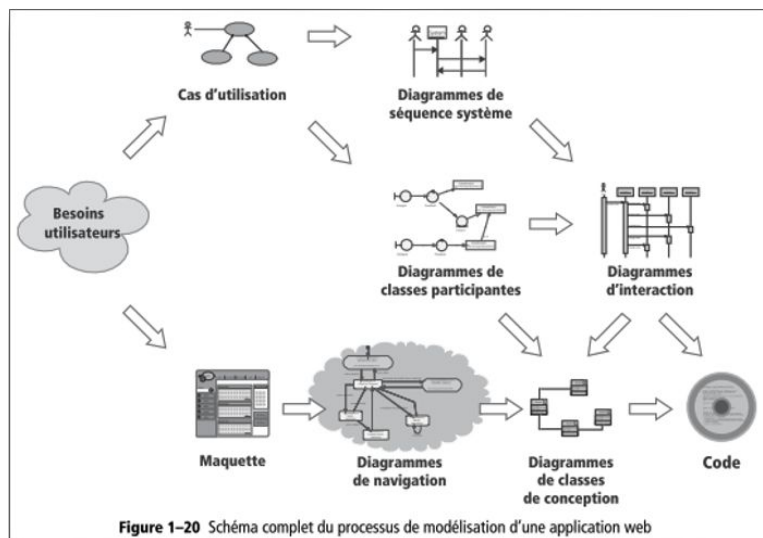 Cas d'utilisation
Diagrammes de
séquence système
Besoins
utilisateurs
Diagrammes de
classes participantes
Diagrammes
d'interaction
Maquette
Diagrammes
de navigation
Diagrammes
de classes
de conception
Code
Figure 1–20 Schéma complet du processus de modélisation d'une application web